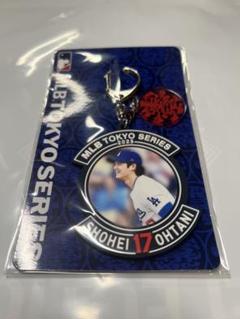 MLB TOKYO SERIES
MLB TOKYO SERIES
2025
SHOHEI 17 OHTANI